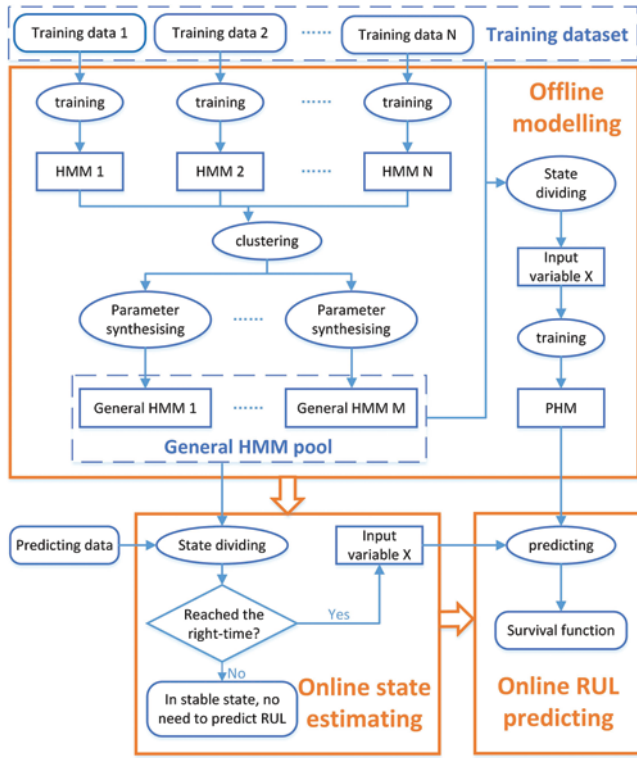 Training data 1
Training data 2
......
Training data N
Training dataset
training
training
......
training
Offline
modelling
HMM 1
HMM 2
......
HMM N
State
dividing
clustering
Input
variable X
Parameter
synthesising
......
Parameter
synthesising
training
General HMM 1
......
General HMM M
PHM
General HMM pool
Predicting data
State dividing
Input
variable X
predicting
Reached the
right-time?
Yes
Survival function
No
In stable state, no
need to predict RUL
Online state
estimating
Online RUL
predicting